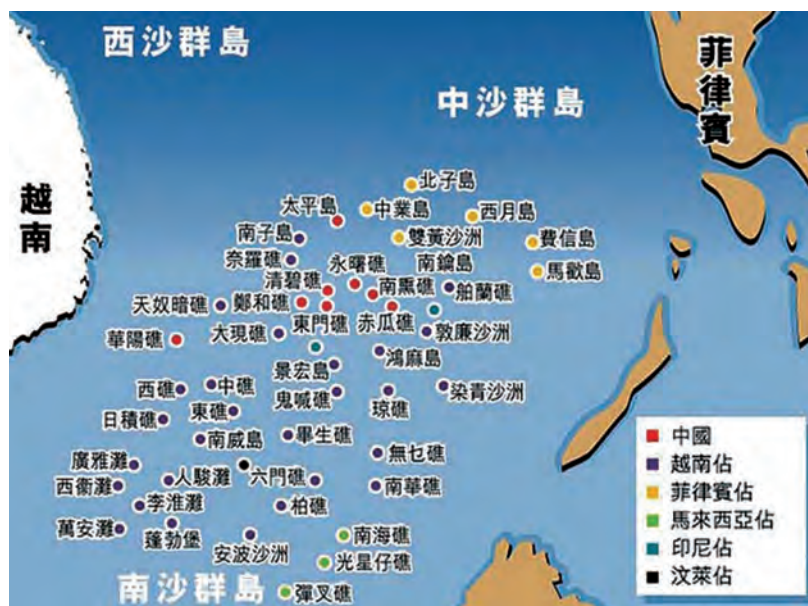 西沙群島
中沙群島
菲律賓
越南
北子島
太平島
中業島
西月島
南子島
雙黃沙洲
費信島
奈羅礁
永曙礁
南鑰島
馬歡島
清碧礁
南熏礁
舶蘭礁
天奴暗礁
鄭和礁
東門礁
赤瓜礁
敦廉沙洲
華陽礁
大現礁
鴻麻島
景宏島
西礁
中礁
鬼喊礁
瓊礁
染青沙洲
日積礁
東礁
南威島
畢生礁
無乜礁
廣雅灘
人駿灘
六門礁
西衛灘
南華礁
李淮灘
柏礁
萬安灘
蓬勃堡
安波沙洲
南海礁
光星仔礁
南沙群島
彈叉礁
中國
越南佔
菲律賓佔
馬來西亞佔
印尼佔
汶萊佔